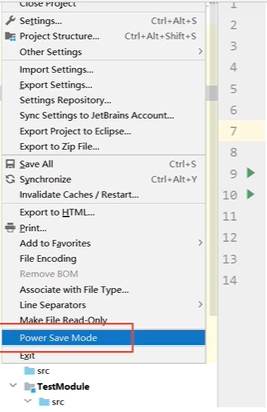 Close Project
Settings... Ctrl+Alt+S
Project Structure... Ctrl+Alt+Shift+S
Other Settings
Import Settings...
Export Settings...
Settings Repository...
Sync Settings to JetBrains Account...
Export Project to Eclipse...
Export to Zip File...
Save All Ctrl+S
Synchronize Ctrl+Alt+Y
Invalidate Caches / Restart...
Export to HTML...
Print...
Add to Favorites
File Encoding
Remove BOM
Associate with File Type...
Line Separators
Make File Read-Only
Power Save Mode
Exit
src
TestModule
src
1
2
3
4
5
6
7
8
9
10
11
12
13
14